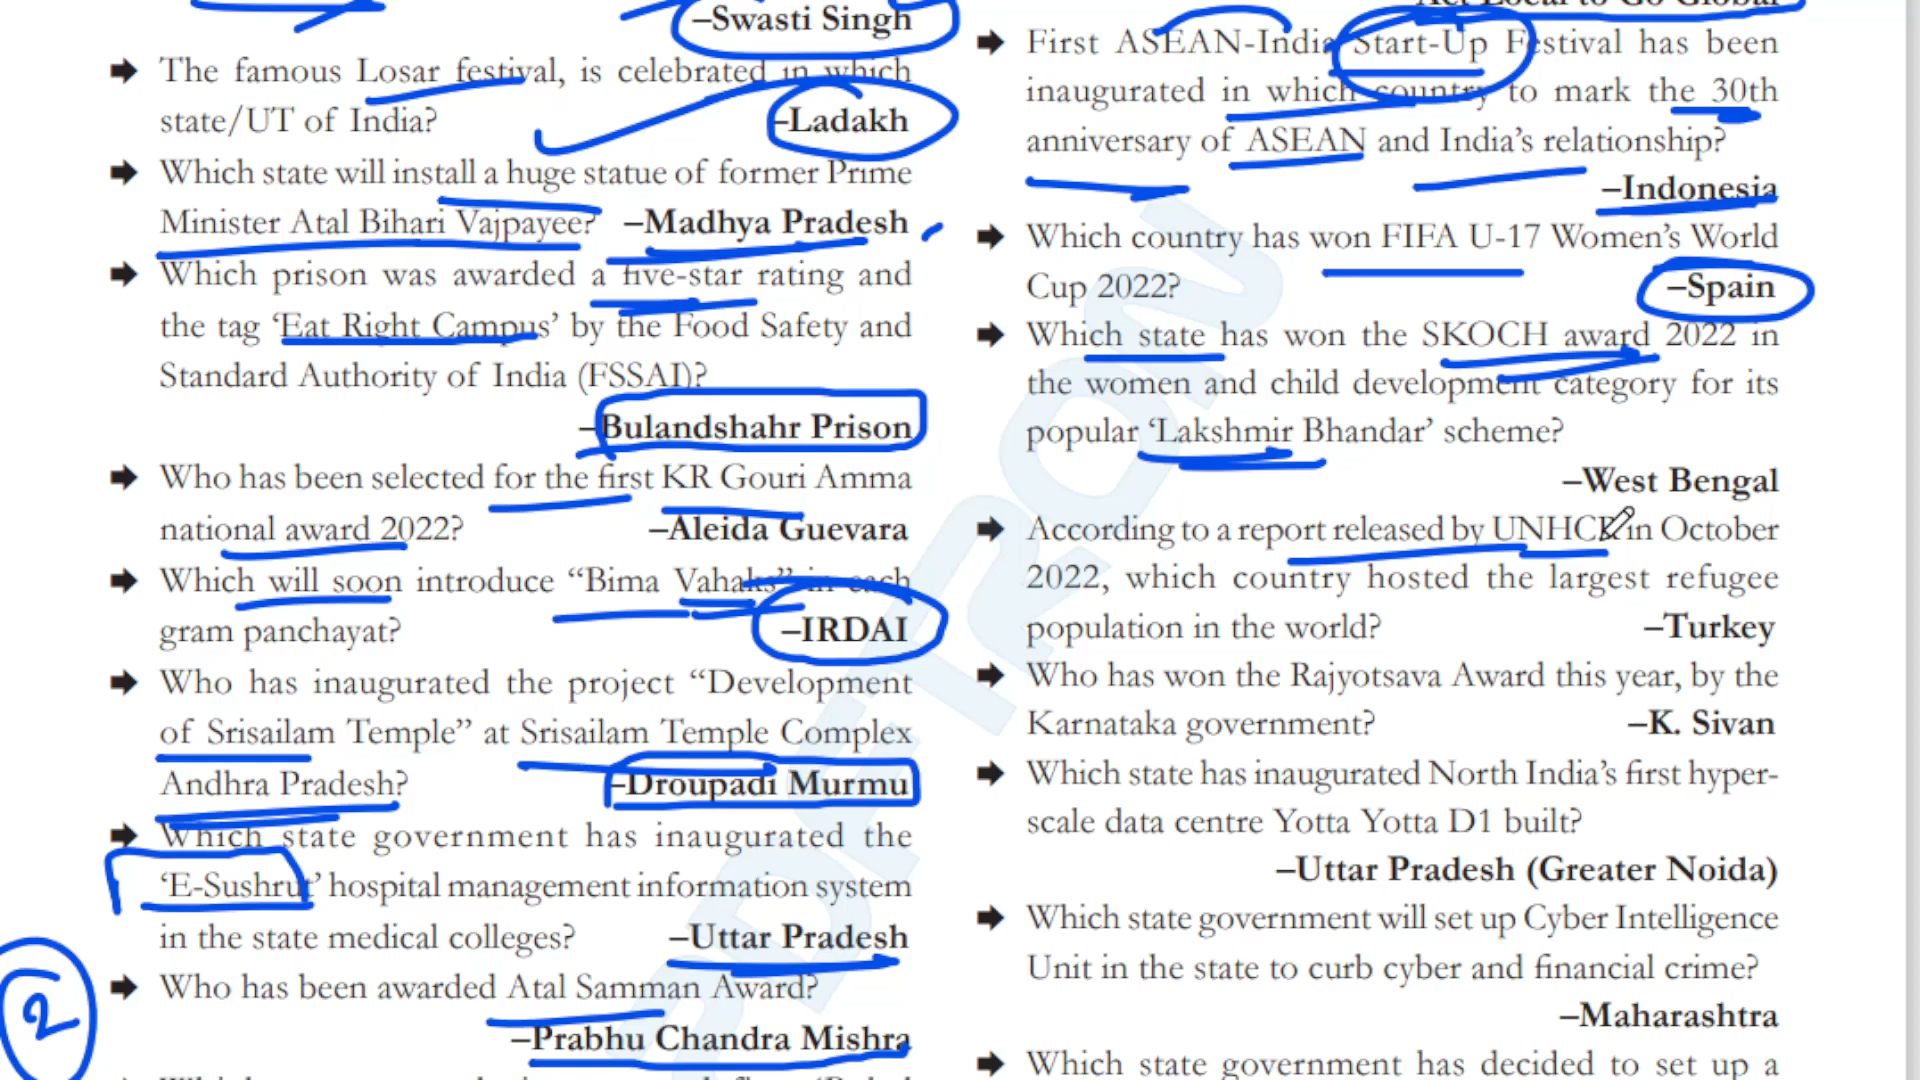 –Swasti Singh
The famous Losar festival, is celebrated in which
state/UT of India? –Ladakh
Which state will install a huge statue of former Prime
Minister Atal Bihari Vajpayee? –Madhya Pradesh
Which prison was awarded a five-star rating and
the tag ‘Eat Right Campus’ by the Food Safety and
Standard Authority of India (FSSAI)?
–Bulandshahr Prison
Who has been selected for the first KR Gouri Amma
national award 2022? –Aleida Guevara
Which will soon introduce “Bima Vahaks” in each
gram panchayat? –IRDAI
Who has inaugurated the project “Development
of Srisailam Temple” at Srisailam Temple Complex
Andhra Pradesh? –Droupadi Murmu
Which state government has inaugurated the
‘E-Sushrut’ hospital management information system
in the state medical colleges? –Uttar Pradesh
Who has been awarded Atal Samman Award?
–Prabhu Chandra Mishra
2
Act Local to Go Global
First ASEAN-India Start-Up Festival has been
inaugurated in which country to mark the 30th
anniversary of ASEAN and India’s relationship?
–Indonesia
Which country has won FIFA U-17 Women’s World
Cup 2022? –Spain
Which state has won the SKOCH award 2022 in
the women and child development category for its
popular ‘Lakshmir Bhandar’ scheme?
–West Bengal
According to a report released by UNHCR in October
2022, which country hosted the largest refugee
population in the world? –Turkey
Who has won the Rajyotsava Award this year, by the
Karnataka government? –K. Sivan
Which state has inaugurated North India’s first hyper-
scale data centre Yotta Yotta D1 built?
–Uttar Pradesh (Greater Noida)
Which state government will set up Cyber Intelligence
Unit in the state to curb cyber and financial crime?
–Maharashtra
Which state government has decided to set up a